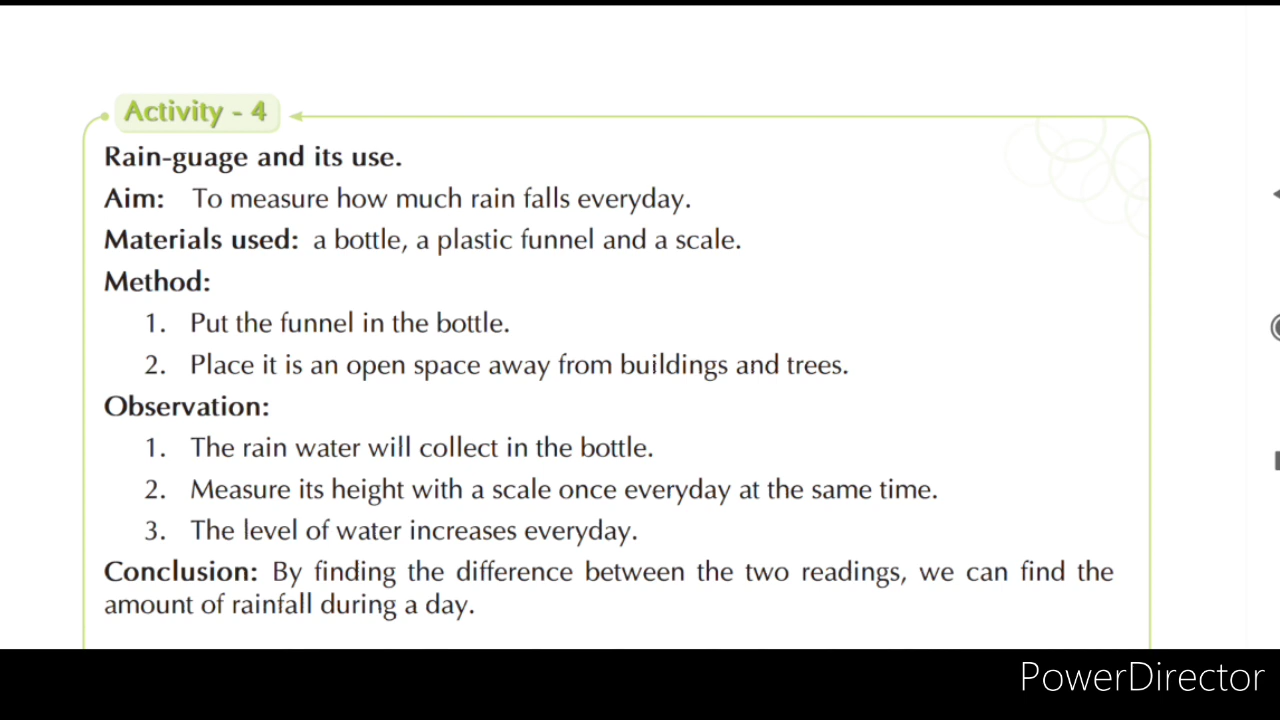 Activity - 4
Rain-guage and its use.
Aim: To measure how much rain falls everyday.
Materials used: a bottle, a plastic funnel and a scale.
Method:
1. Put the funnel in the bottle.
2. Place it is an open space away from buildings and trees.
Observation:
1. The rain water will collect in the bottle.
2. Measure its height with a scale once everyday at the same time.
3. The level of water increases everyday.
Conclusion: By finding the difference between the two readings, we can find the
amount of rainfall during a day.
PowerDirector